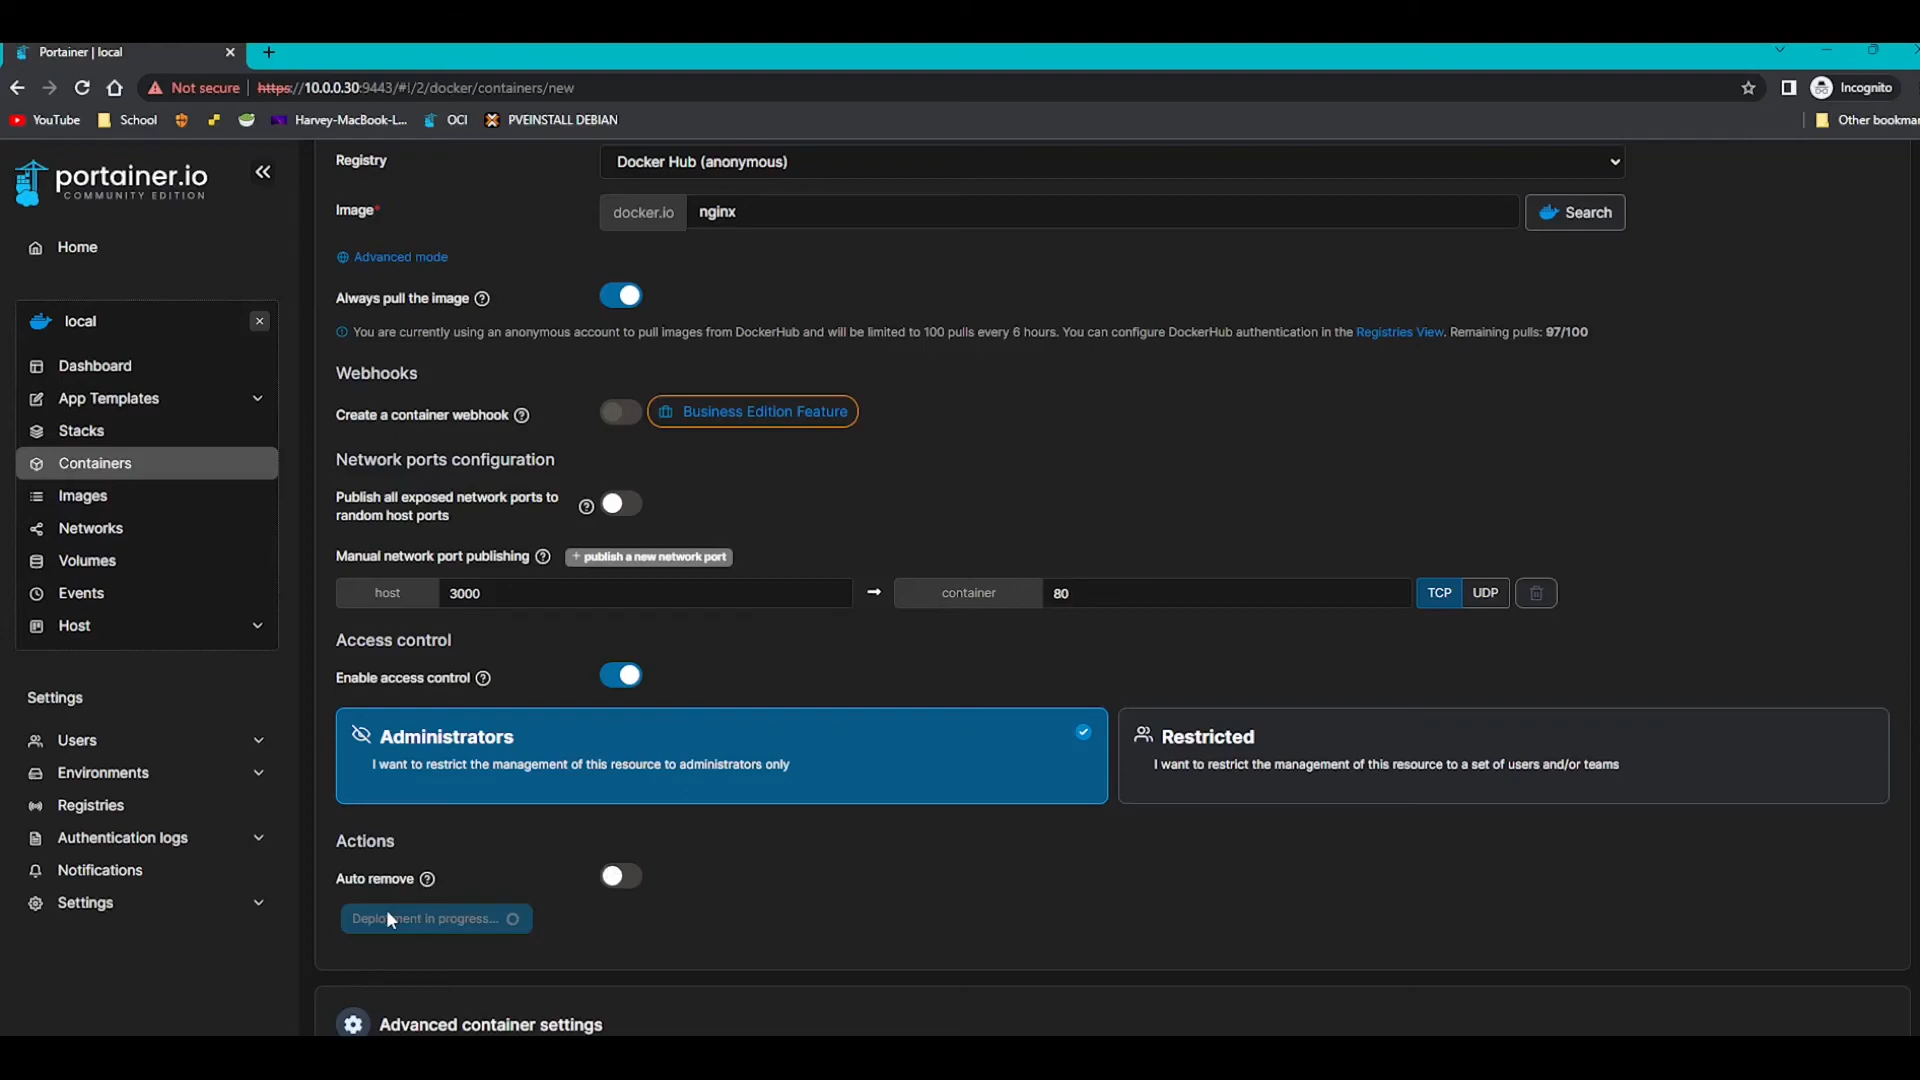 Portainer | local
Not secure https://10.0.0.30:9443/#!/2/docker/containers/new
Incognito
YouTube School Harvey-MacBook-L... OCI PVEINSTALL DEBIAN
Other bookmar
portainer.io
COMMUNITY EDITION
Home
local
Dashboard
App Templates
Stacks
Containers
Images
Networks
Volumes
Events
Host
Settings
Users
Environments
Registries
Authentication logs
Notifications
Settings
Registry Docker Hub (anonymous)
Image* docker.io nginx Search
Advanced mode
Always pull the image
You are currently using an anonymous account to pull images from DockerHub and will be limited to 100 pulls every 6 hours. You can configure DockerHub authentication in the Registries View. Remaining pulls: 97/100
Webhooks
Create a container webhook Business Edition Feature
Network ports configuration
Publish all exposed network ports to
random host ports
Manual network port publishing + publish a new network port
host 3000 → container 80 TCP UDP
Access control
Enable access control
Administrators
I want to restrict the management of this resource to administrators only
Restricted
I want to restrict the management of this resource to a set of users and/or teams
Actions
Auto remove
Deployment in progress...
Advanced container settings